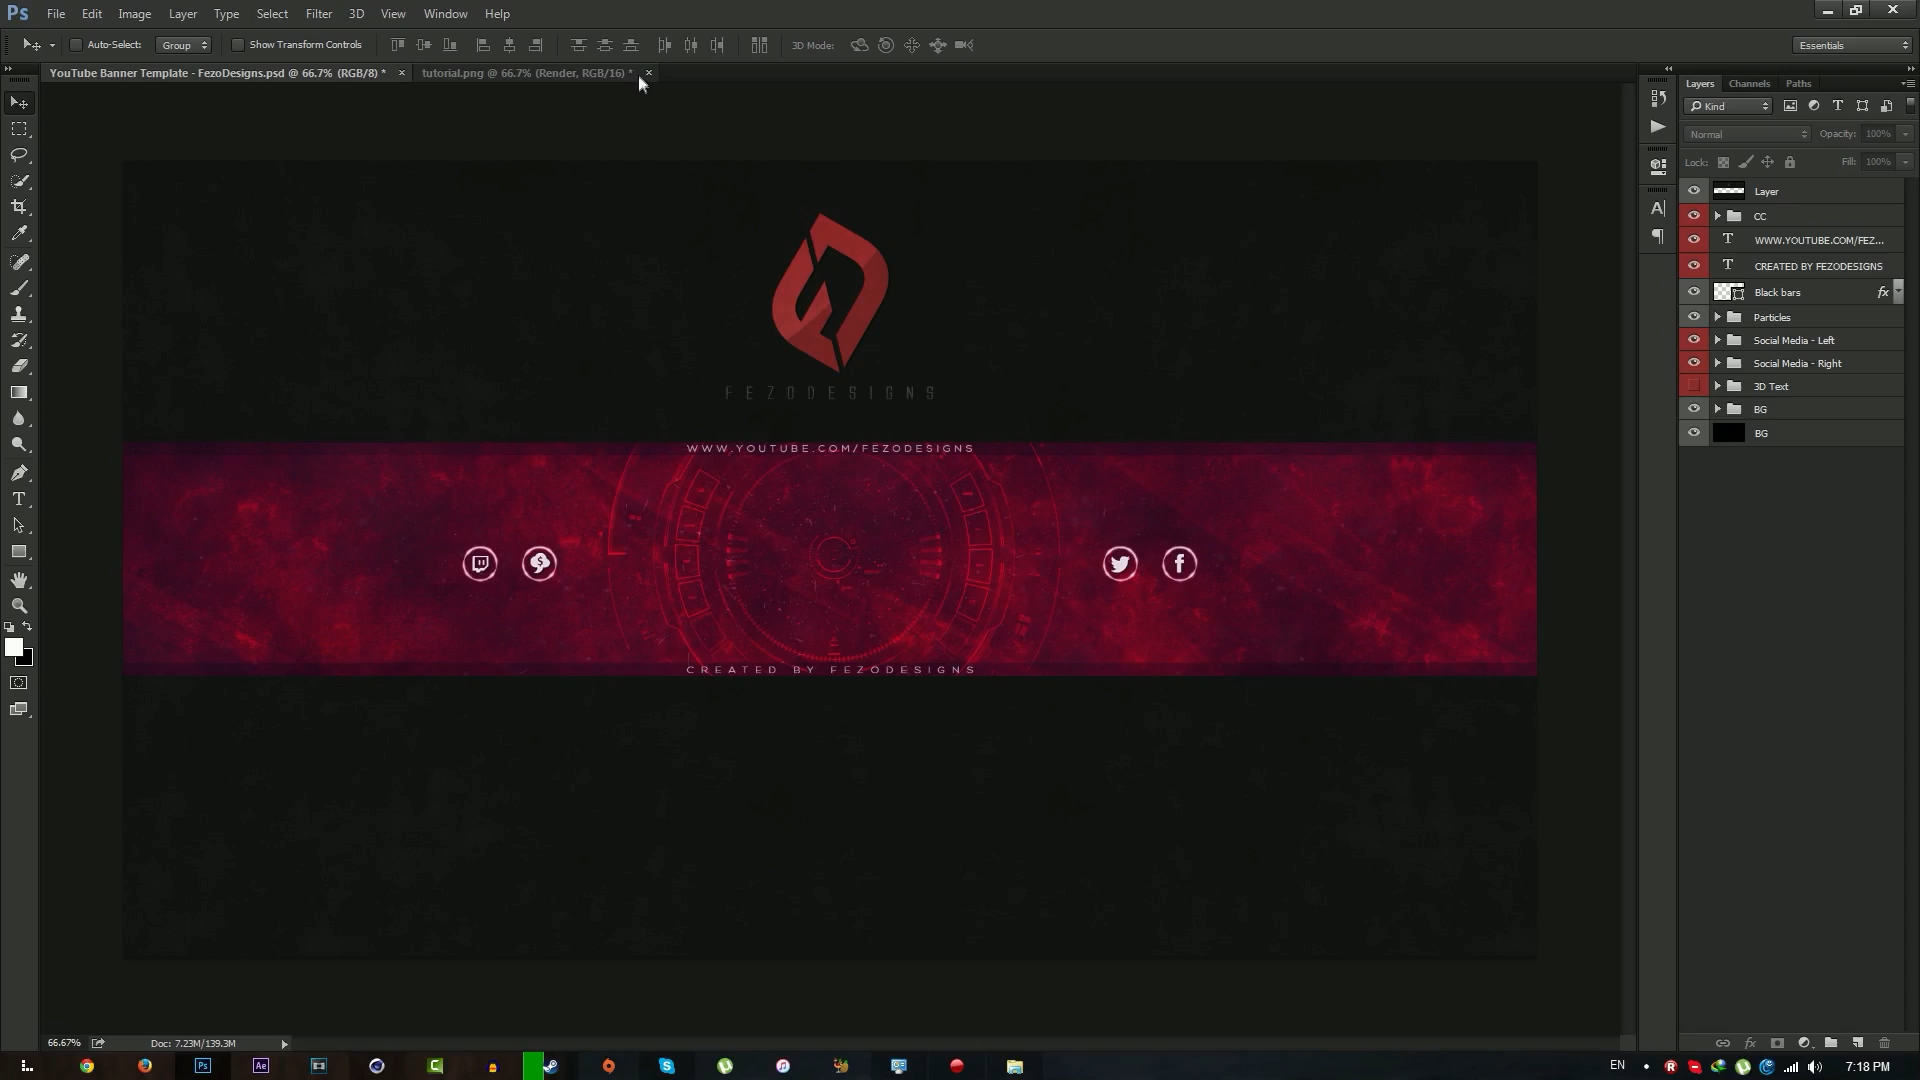 Ps File Edit Image Layer Type Select Filter 3D View Window Help
Auto-Select: Group Show Transform Controls 3D Mode: Essentials
YouTube Banner Template - FezoDesigns.psd @ 66.7% (RGB/8) * × tutorial.png @ 66.7% (Render, RGB/16) * ×
Layers Channels Paths
Kind
Normal Opacity: 100%
Lock: Fill: 100%
Layer
CC
T WWW.YOUTUBE.COM/FEZ...
T CREATED BY FEZODESIGNS
Black bars fx
Particles
Social Media - Left
Social Media - Right
3D Text
BG
BG
FEZODESIGNS
WWW.YOUTUBE.COM/FEZODESIGNS
CREATED BY FEZODESIGNS
66.67% Doc: 7.23M/139.3M
Ps Ae EN 7:18 PM